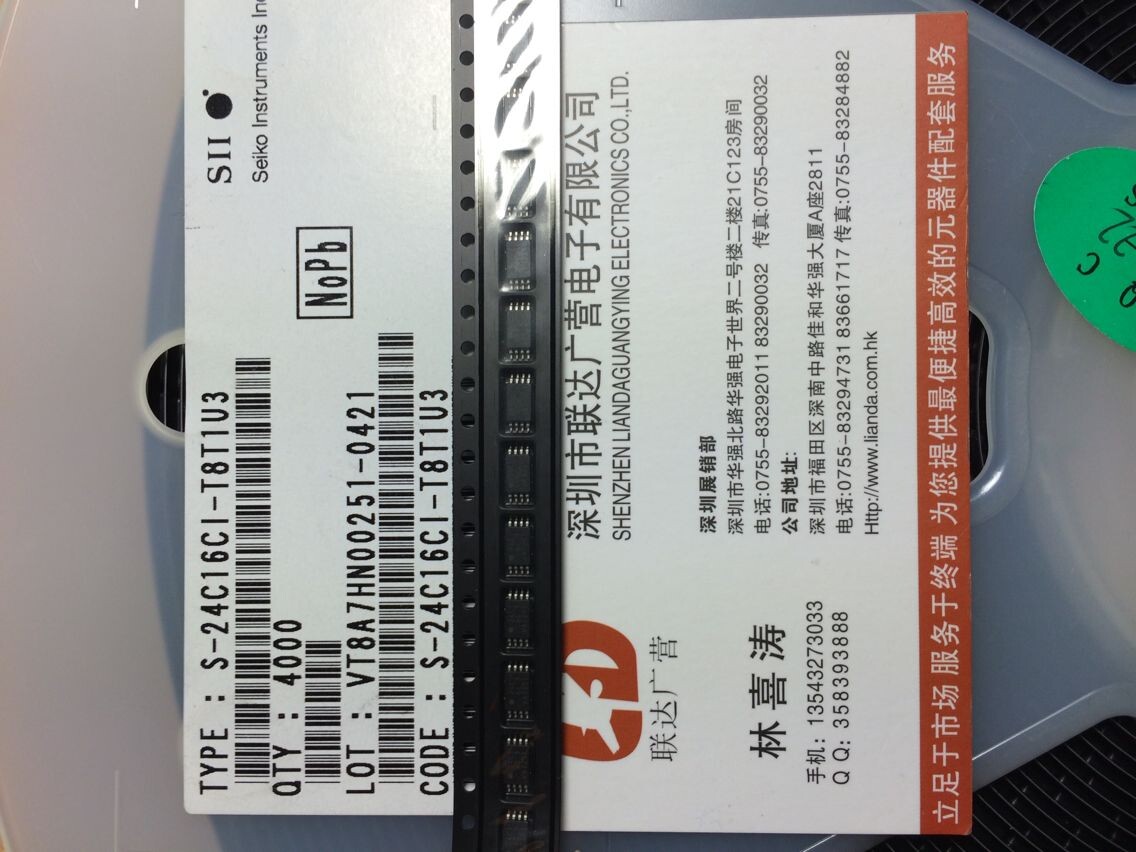 SII
Seiko Instruments Inc
NoPb
TYPE : S-24C16CI-T8T1U3
QTY : 4000
LOT : VT8A7HN00251-0421
CODE : S-24C16CI-T8T1U3
深圳市联达广营电子有限公司
SHENZHEN LIANDAGUANGYING ELECTRONICS CO.,LTD.
联达广营
深圳展销部
深圳市华强北路华强电子世界二号楼二楼21C123房间
电话:0755-83292011 83290032 传真:0755-83290032
公司地址:
深圳市福田区深南中路佳和华强大厦A座2811
电话:0755-83294731 83661717 传真:0755-83284882
Http://www.lianda.com.hk
林喜涛
手机: 13543273033
Q Q: 358393888
立足于市场 服务于终端 为您提供最便捷高效的元器件配套服务